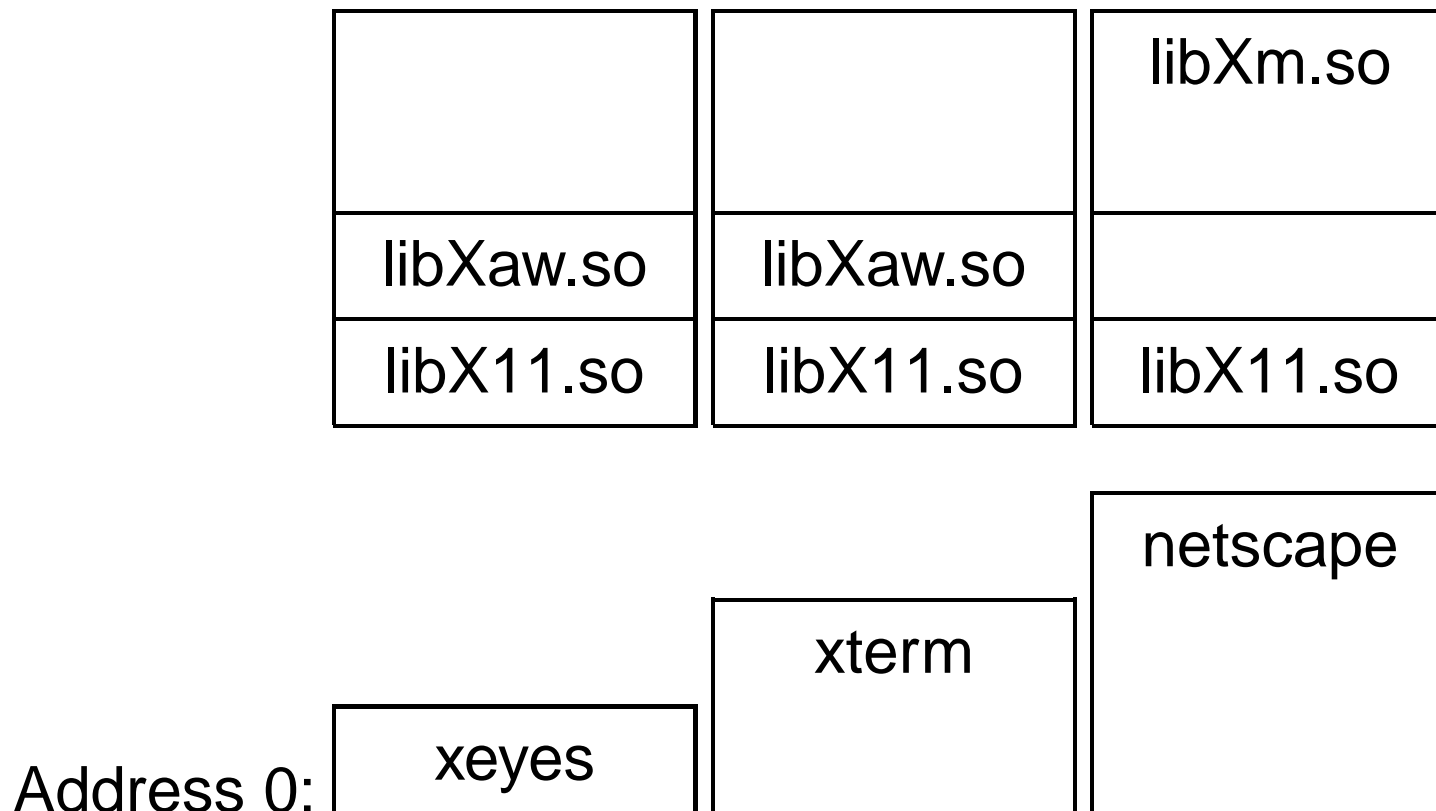 libXm.so
libXaw.so libXaw.so
libX11.so libX11.so libX11.so
netscape
xterm
xeyes
Address 0: